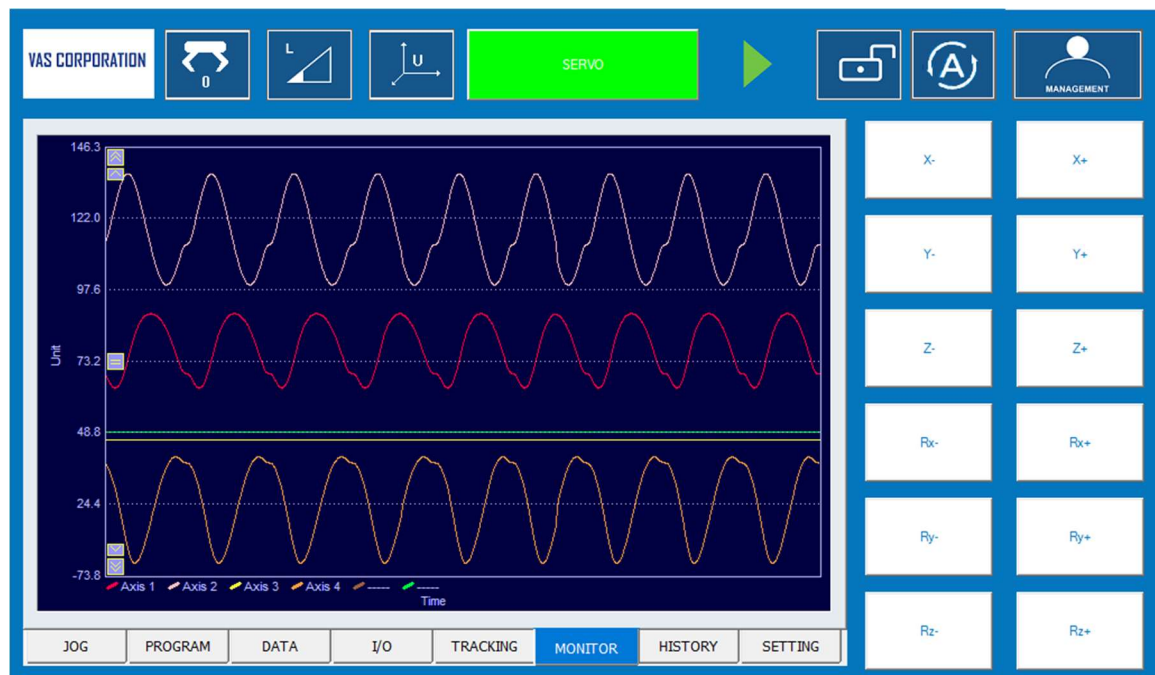 VAS CORPORATION
0
L
U
SERVO
A
MANAGEMENT
146.3
122.0
97.6
73.2
48.8
24.4
-73.8
Unit
Axis 1 Axis 2 Axis 3 Axis 4 ----- -----
Time
JOG PROGRAM DATA I/O TRACKING MONITOR HISTORY SETTING
X- X+
Y- Y+
Z- Z+
Rx- Rx+
Ry- Ry+
Rz- Rz+